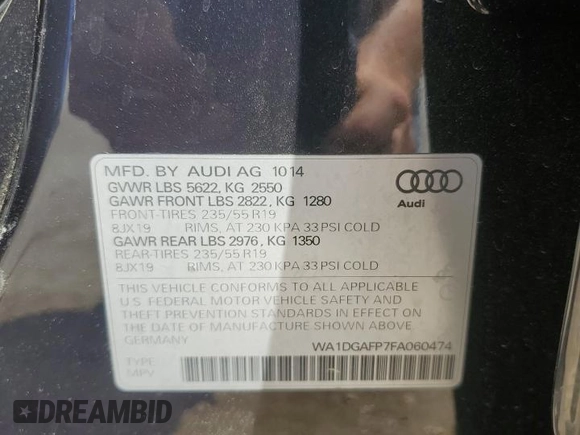 MFD. BY AUDI AG 1014
GVWR LBS 5622, KG 2550
GAWR FRONT LBS 2822, KG 1280
FRONT-TIRES 235/55 R19
8JX19 RIMS, AT 230 KPA 33 PSI COLD
GAWR REAR LBS 2976, KG 1350
REAR-TIRES 235/55 R19
8JX19 RIMS, AT 230 KPA 33 PSI COLD
Audi
THIS VEHICLE CONFORMS TO ALL APPLICABLE
U.S. FEDERAL MOTOR VEHICLE SAFETY AND
THEFT PREVENTION STANDARDS IN EFFECT ON
THE DATE OF MANUFACTURE SHOWN ABOVE
GERMANY WA1DGAFP7FA060474
TYPE
MPV
DREAMBID